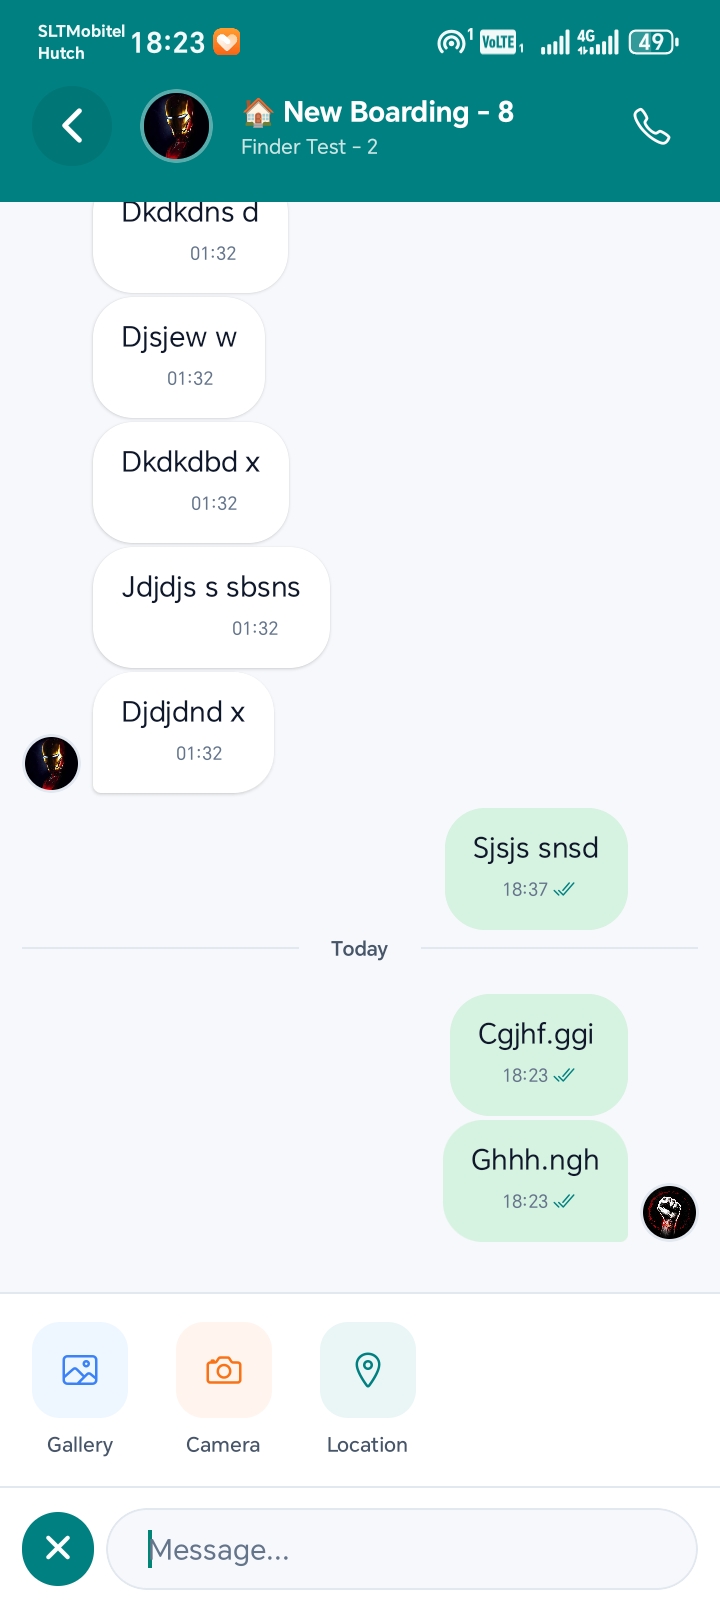 SLTMobitel
Hutch
18:23
1 VoLTE 1 4G 49
🏠 New Boarding - 8
Finder Test - 2
Dkdkdns d
01:32
Djsjew w
01:32
Dkdkdbd x
01:32
Jdjdjs s sbsns
01:32
Djdjdnd x
01:32
Sjsjs snsd
18:37
Today
Cgjhf.ggi
18:23
Ghhh.ngh
18:23
Gallery Camera Location
Message...